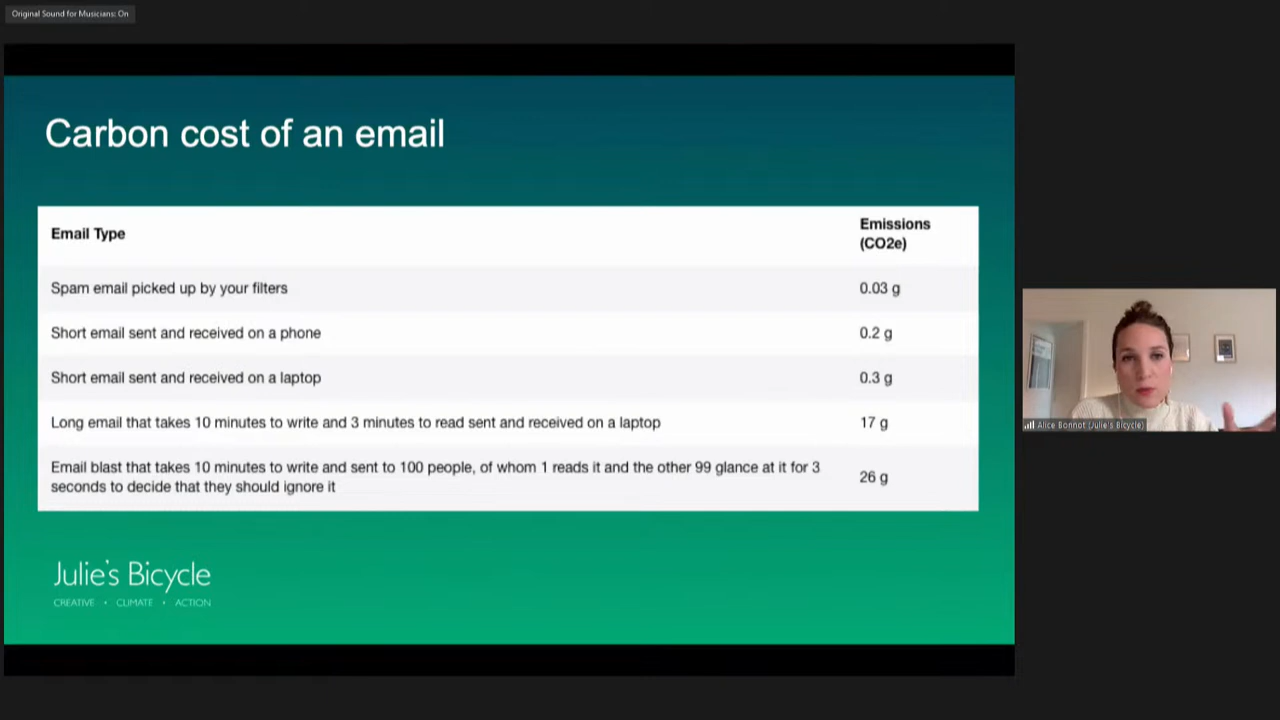 Original Sound for Musicians: On
Carbon cost of an email
Email Type
Emissions
(CO2e)
Spam email picked up by your filters
0.03 g
Short email sent and received on a phone
0.2 g
Short email sent and received on a laptop
0.3 g
Long email that takes 10 minutes to write and 3 minutes to read sent and received on a laptop
17 g
Email blast that takes 10 minutes to write and sent to 100 people, of whom 1 reads it and the other 99 glance at it for 3
seconds to decide that they should ignore it
26 g
Julie's Bicycle
CREATIVE • CLIMATE • ACTION
Alice Bonnot (Julie's Bicycle)